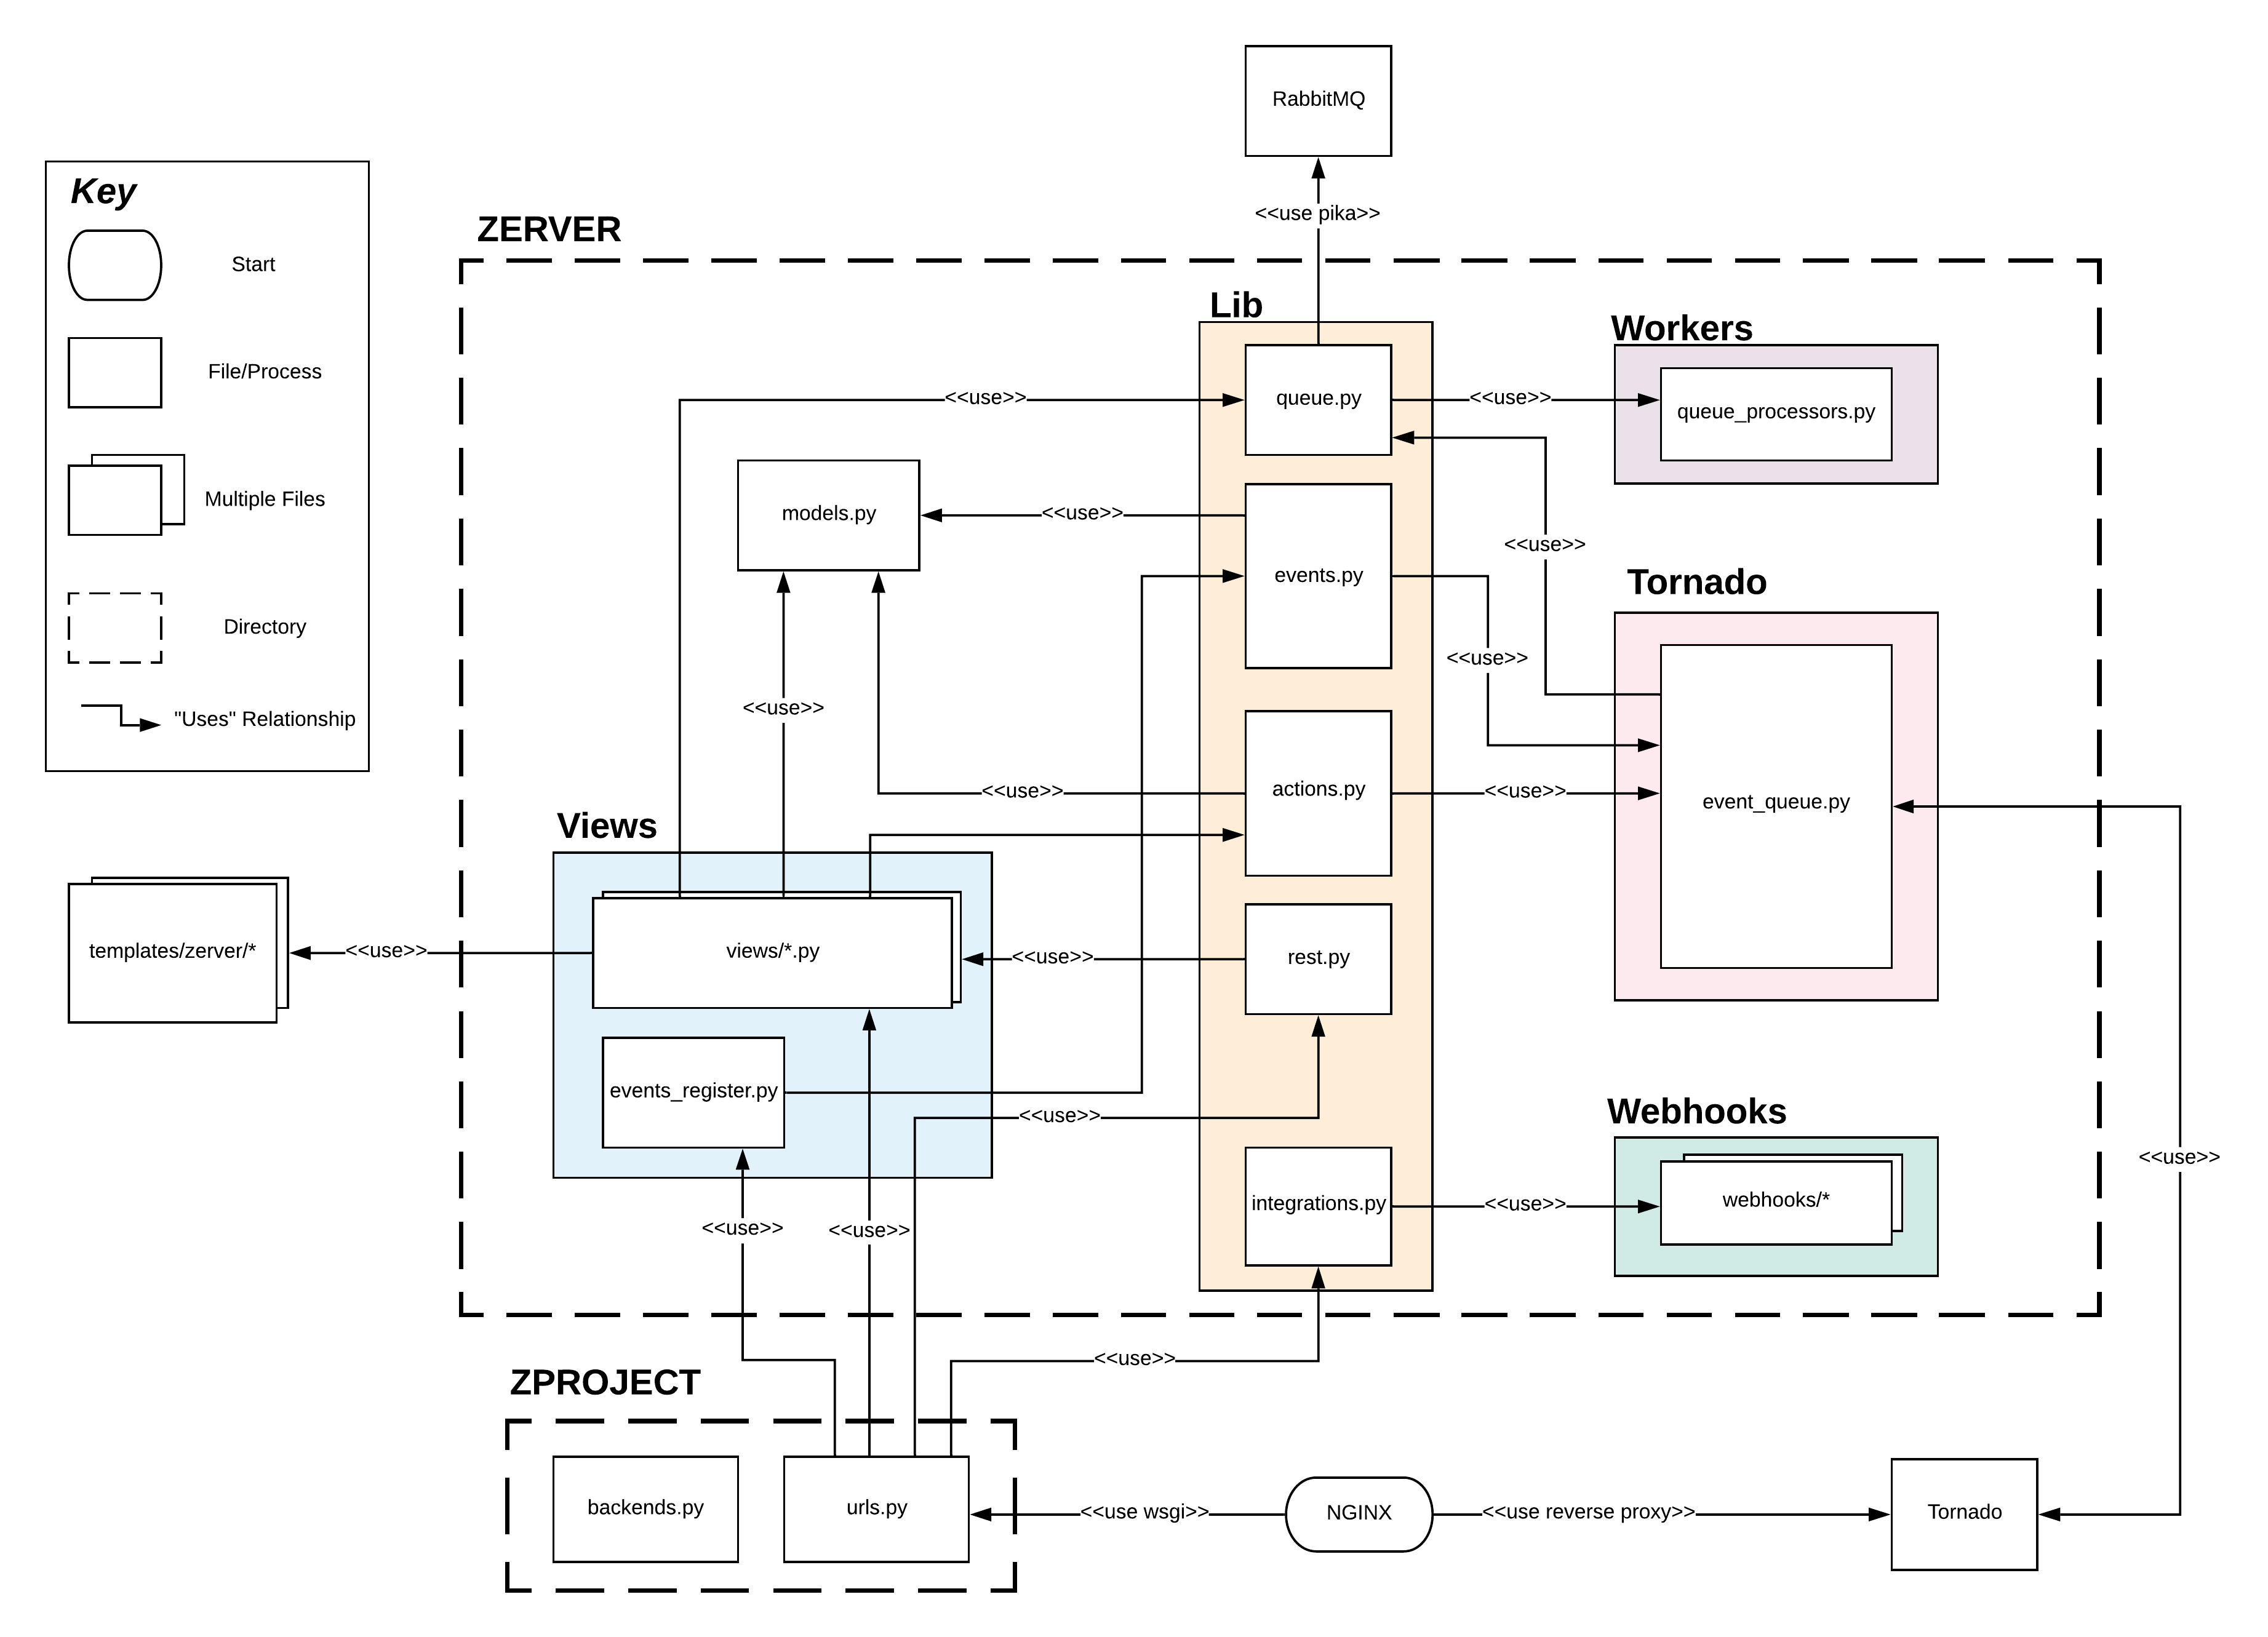 RabbitMQ
<<use pika>>
Key
Start
File/Process
Multiple Files
Directory
"Uses" Relationship
ZERVER
Lib
Workers
queue.py
<<use>>
<<use>>
queue_processors.py
models.py
<<use>>
<<use>>
events.py
Tornado
<<use>>
<<use>>
<<use>>
actions.py
<<use>>
event_queue.py
Views
templates/zerver/*
<<use>>
views/*.py
<<use>>
rest.py
events_register.py
<<use>>
Webhooks
<<use>>
<<use>>
<<use>>
integrations.py
<<use>>
webhooks/*
<<use>>
<<use>>
ZPROJECT
backends.py
urls.py
<<use wsgi>>
NGINX
<<use reverse proxy>>
Tornado